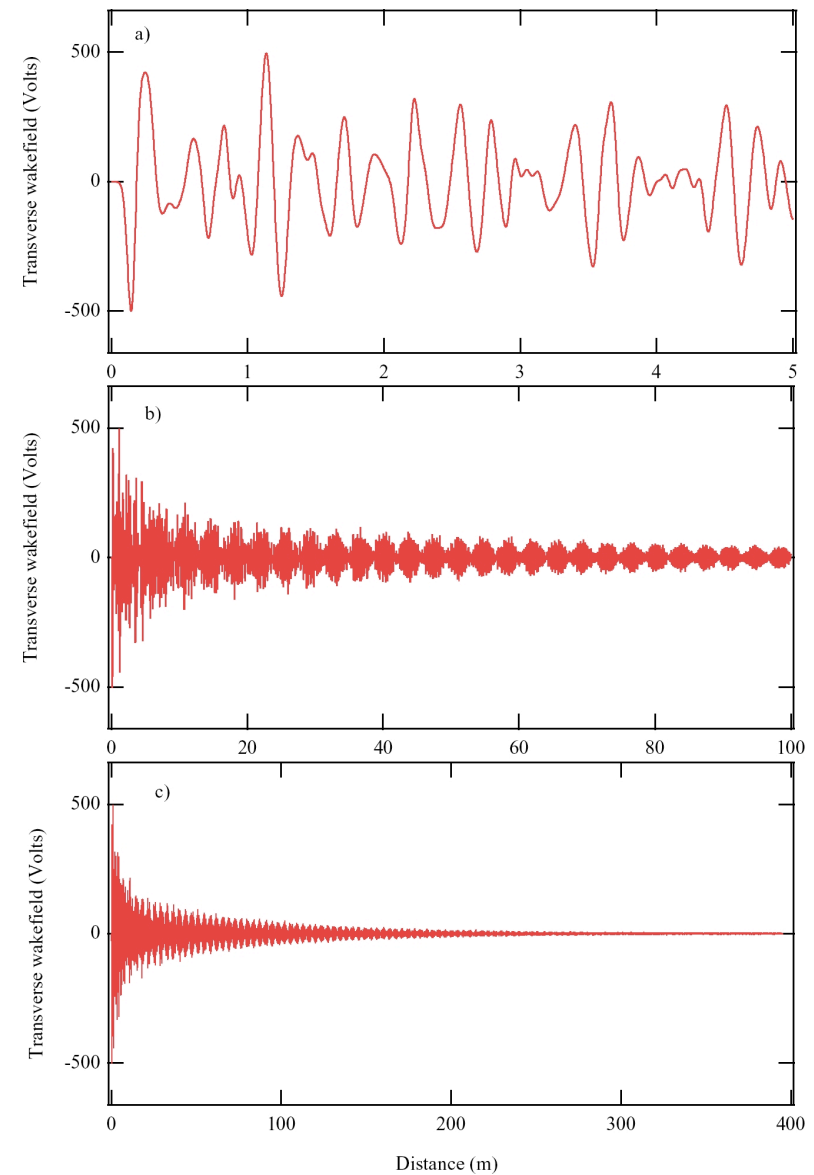 a)
Transverse wakefield (Volts)
500
0
-500
0 1 2 3 4 5
b)
Transverse wakefield (Volts)
500
0
-500
0 20 40 60 80 100
c)
Transverse wakefield (Volts)
500
0
-500
0 100 200 300 400
Distance (m)